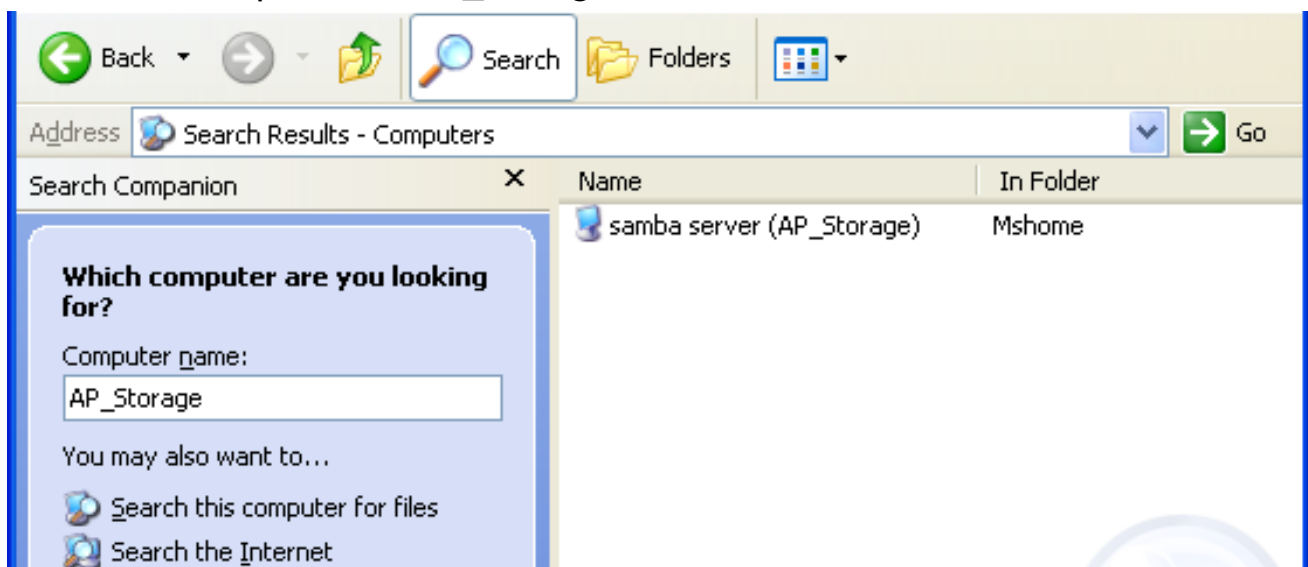 Back
Search
Folders
Address
Search Results - Computers
Go
Search Companion
Name
In Folder
samba server (AP_Storage)
Mshome
Which computer are you looking
for?
Computer name:
AP_Storage
You may also want to...
Search this computer for files
Search the Internet